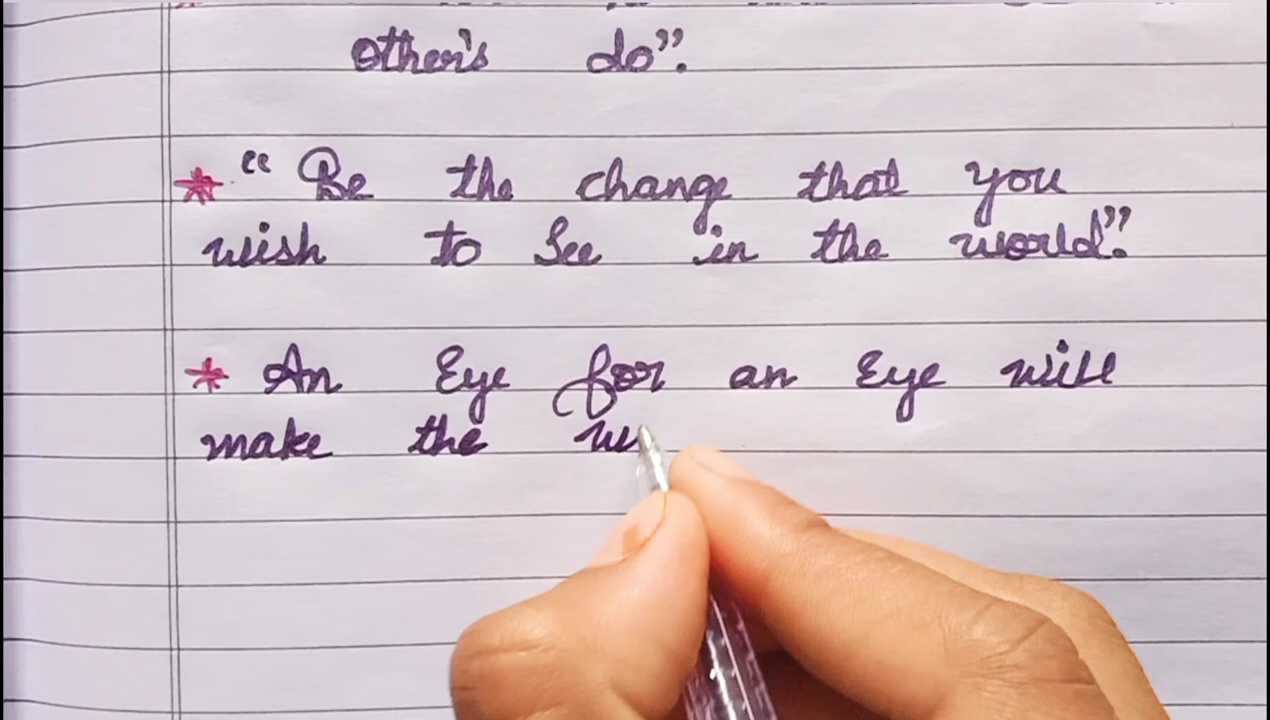 other's do”.
* “ Be the change that you
wish to See in the world”.
* An Eye for an Eye will
make the